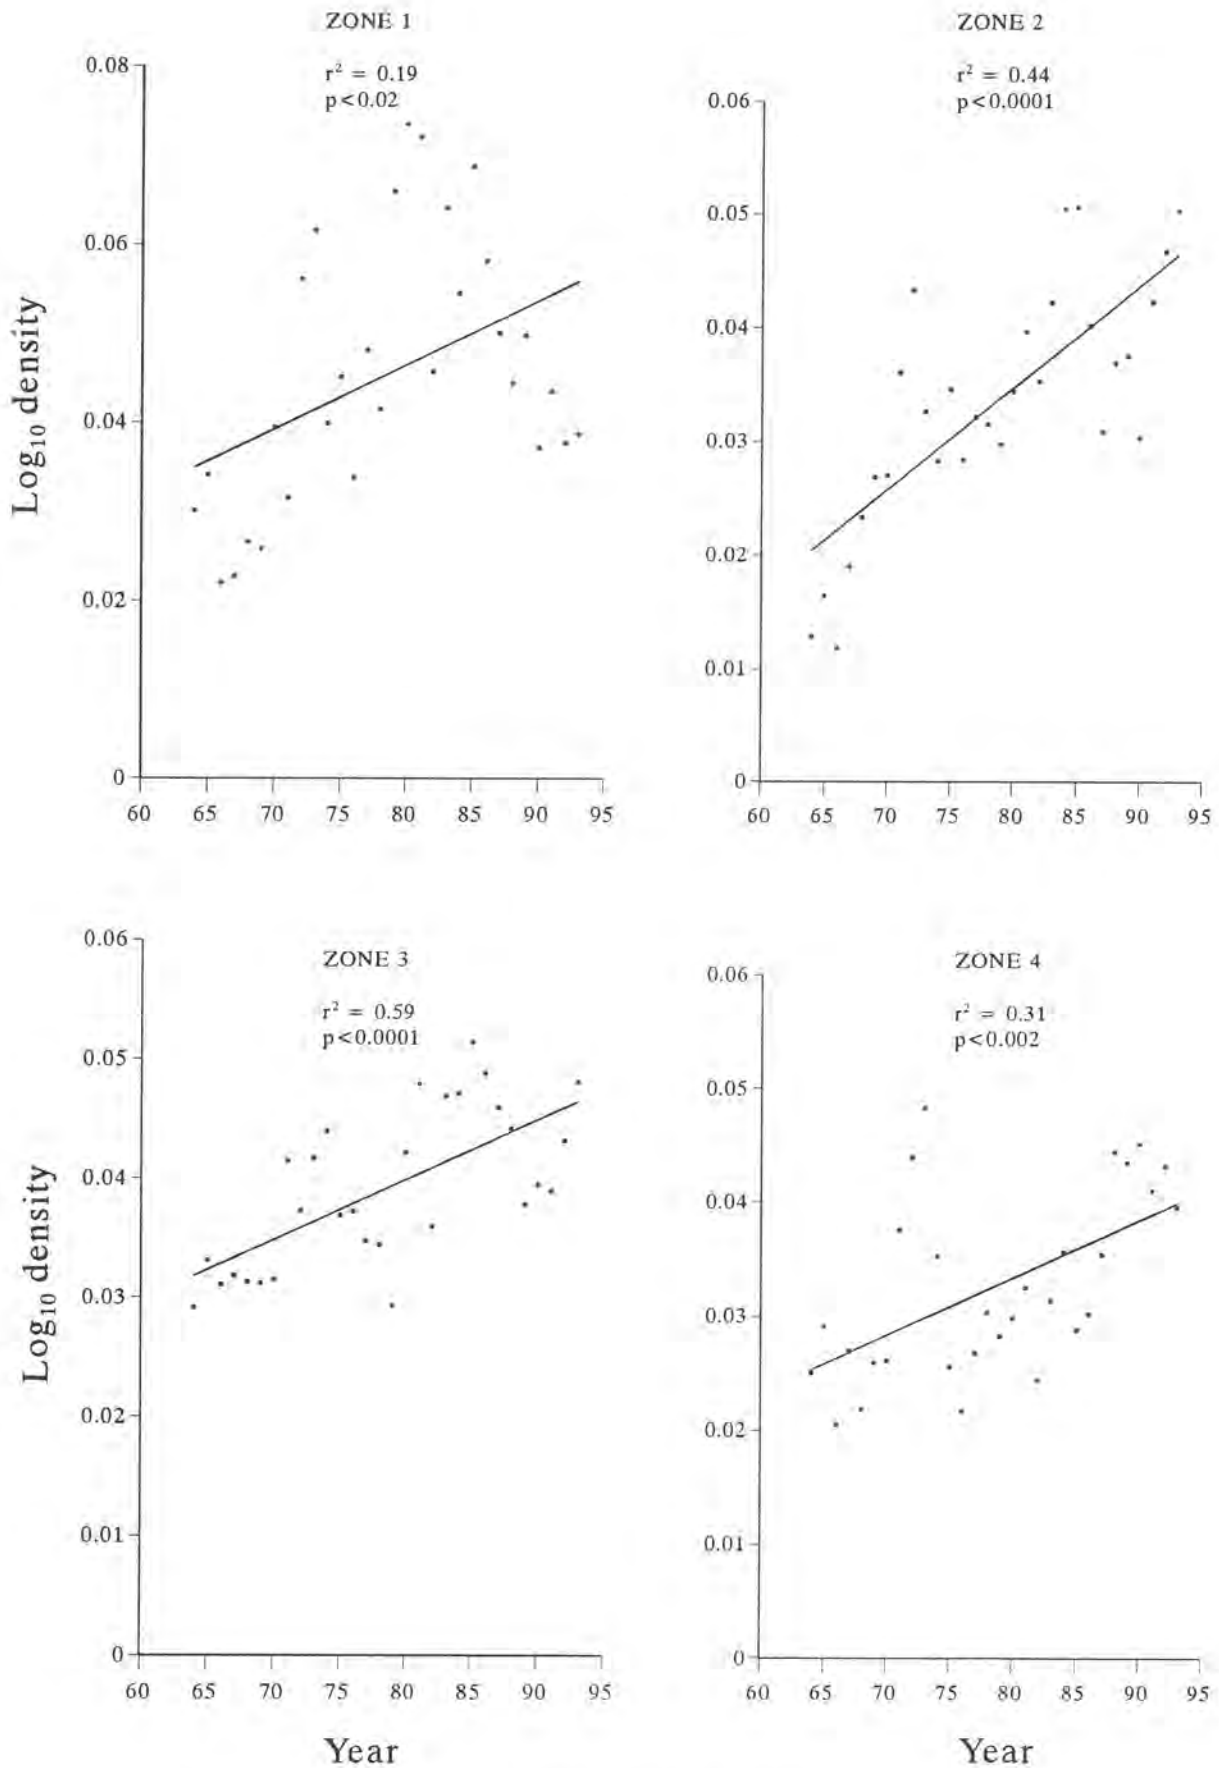 ZONE 1
r² = 0.19
p<0.02
0.08
0.06
0.04
0.02
0
60 65 70 75 80 85 90 95
Log₁₀ density
ZONE 2
r² = 0.44
p<0.0001
0.06
0.05
0.04
0.03
0.02
0.01
0
60 65 70 75 80 85 90 95
ZONE 3
r² = 0.59
p<0.0001
0.06
0.05
0.04
0.03
0.02
0.01
0
60 65 70 75 80 85 90 95
Log₁₀ density
Year
ZONE 4
r² = 0.31
p<0.002
0.06
0.05
0.04
0.03
0.02
0.01
0
60 65 70 75 80 85 90 95
Year